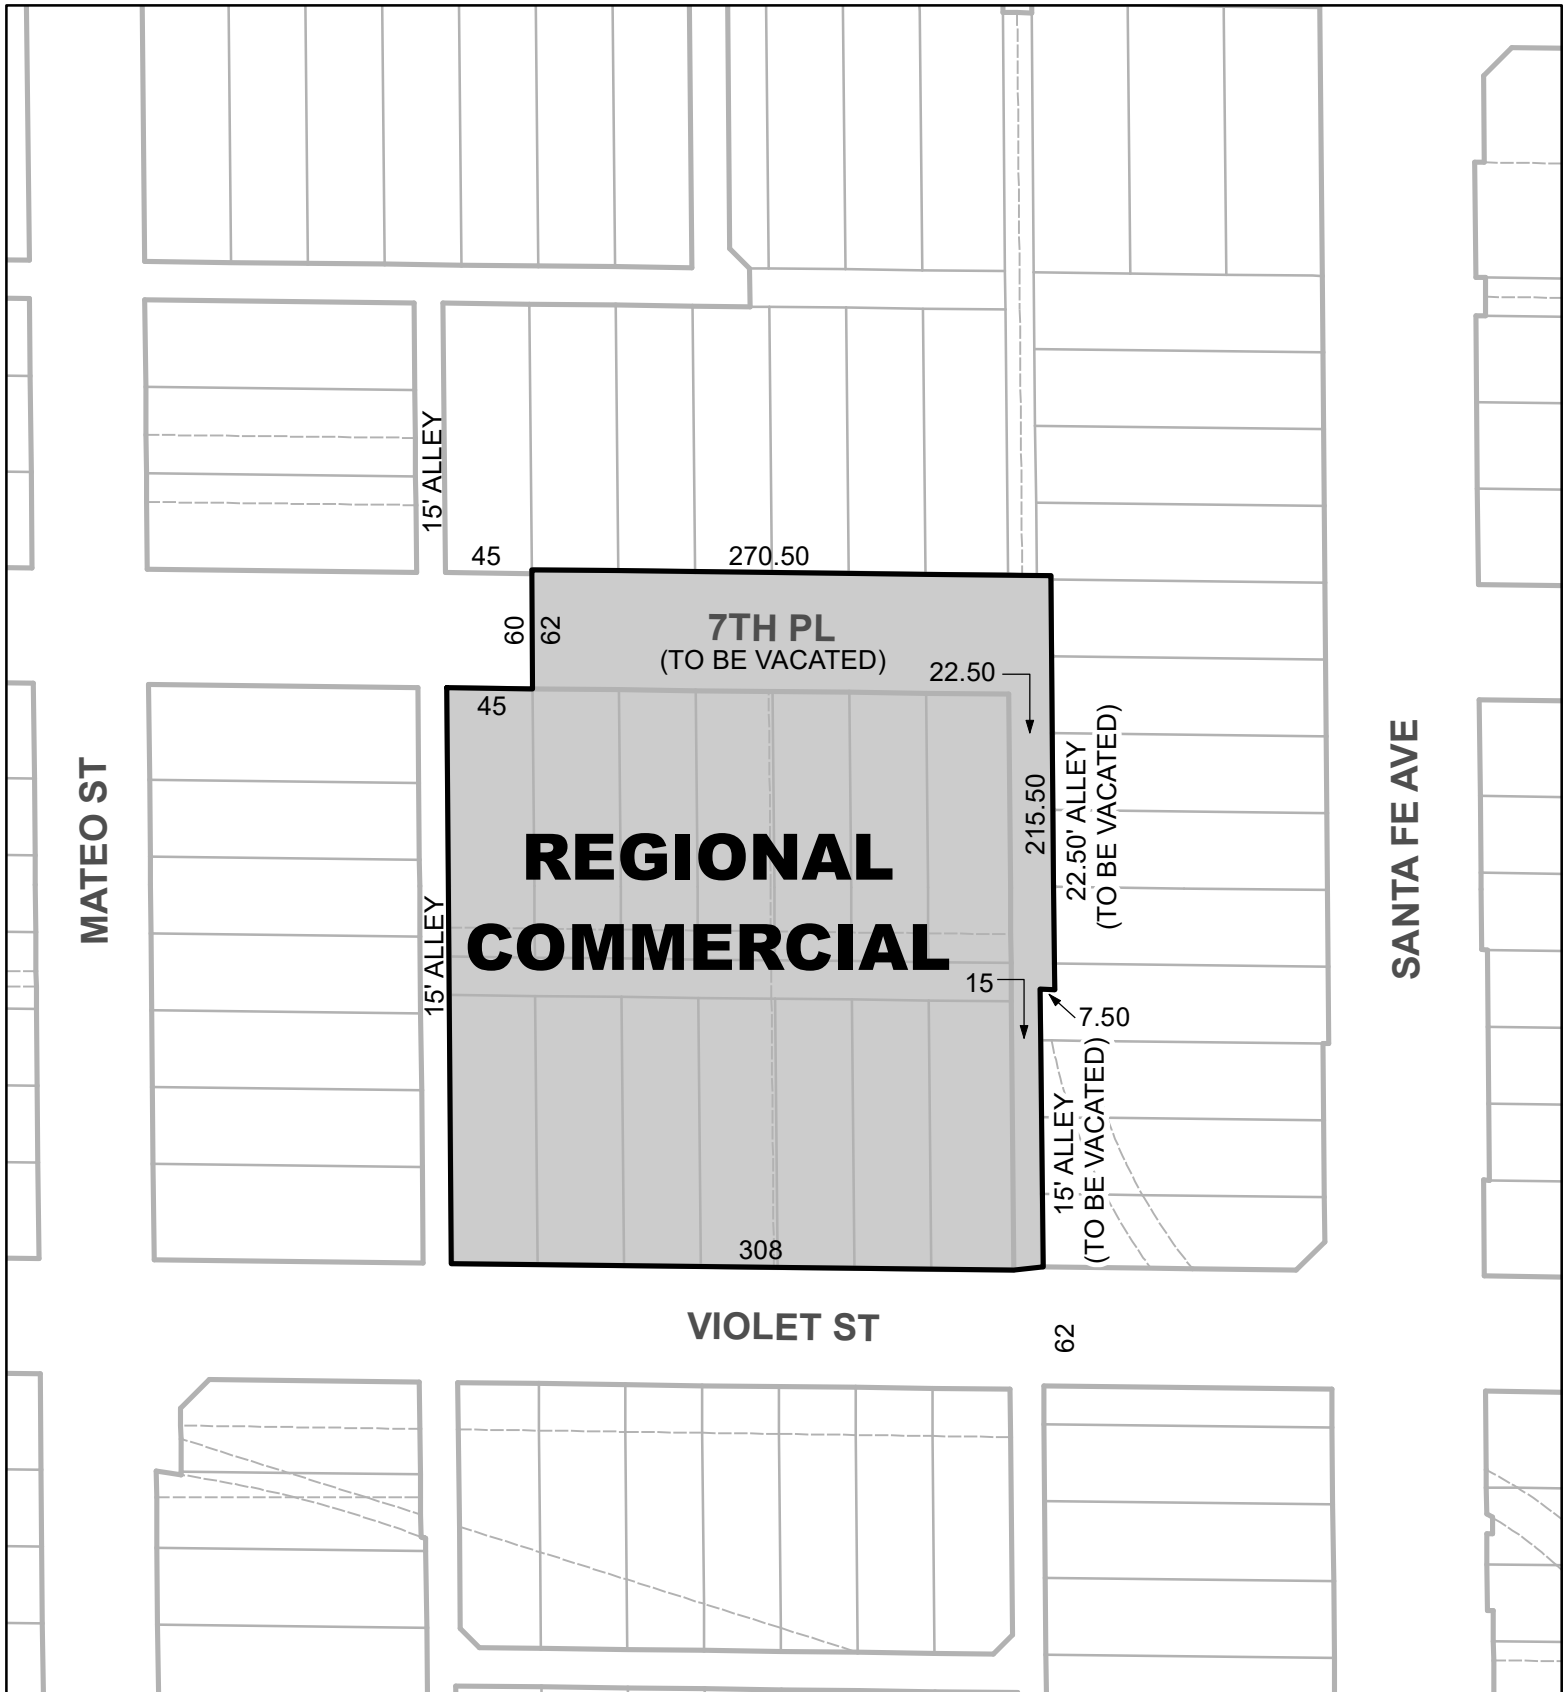 15' ALLEY
45
270.50
60
62
7TH PL
(TO BE VACATED)
22.50
45
MATEO ST
SANTA FE AVE
215.50
22.50' ALLEY
(TO BE VACATED)
REGIONAL
COMMERCIAL
15' ALLEY
15
7.50
15' ALLEY
(TO BE VACATED)
308
VIOLET ST
62